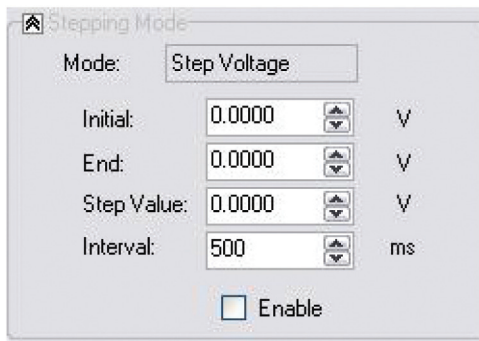 Stepping Mode
Mode: Step Voltage
Initial: 0.0000 V
End: 0.0000 V
Step Value: 0.0000 V
Interval: 500 ms
Enable